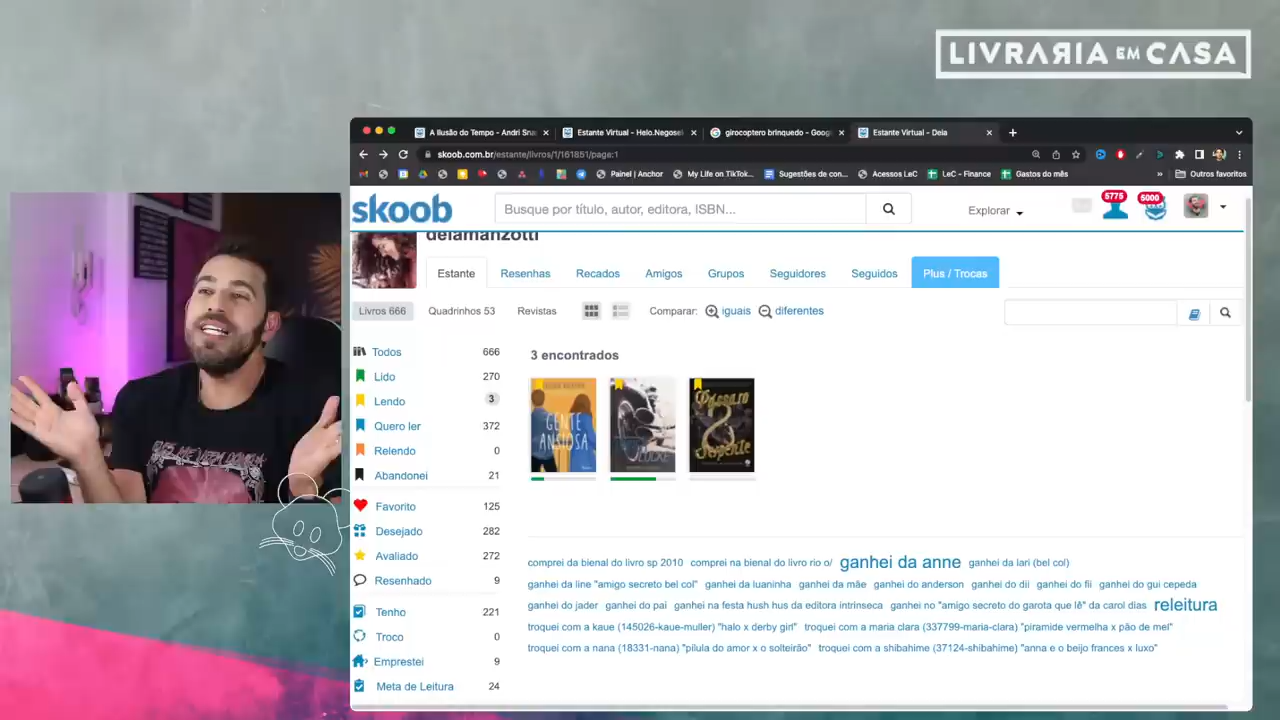 LIVRARIA EM CASA
A Ilusão do Tempo - Andri Sna
Estante Virtual - Helo.Negosek
girocoptero brinquedo - Goog
Estante Virtual - Deia
skoob.com.br/estante/livros/1/161851/page:1
Painel | Anchor
My Life on TikTok...
Sugestões de con...
Acessos LeC
LeC - Finance
Gastos do mês
» Outros favoritos
skoob
Busque por título, autor, editora, ISBN...
Explorar
5775
5000
deiamanzotti
Estante Resenhas Recados Amigos Grupos Seguidores Seguidos Plus / Trocas
Livros 666 Quadrinhos 53 Revistas Comparar: iguais diferentes
Todos 666
Lido 270
Lendo 3
Quero ler 372
Relendo 0
Abandonei 21
Favorito 125
Desejado 282
Avaliado 272
Resenhado 9
Tenho 221
Troco 0
Emprestei 9
Meta de Leitura 24
3 encontrados
GENTE ANSIOSA
Pássaro & Serpente
comprei da bienal do livro sp 2010 comprei na bienal do livro rio o/ ganhei da anne ganhei da lari (bel col)
ganhei da line "amigo secreto bel col" ganhei da luaninha ganhei da mãe ganhei do anderson ganhei do dii ganhei do fii ganhei do gui cepeda
ganhei do jader ganhei do pai ganhei na festa hush hus da editora intrinseca ganhei no "amigo secreto do garota que lê" da carol dias releitura
troquei com a kaue (145026-kaue-muller) "halo x derby girl" troquei com a maria clara (337799-maria-clara) "piramide vermelha x pão de mel"
troquei com a nana (18331-nana) "pílula do amor x o solteirão" troquei com a shibahime (37124-shibahime) "anna e o beijo frances x luxo"